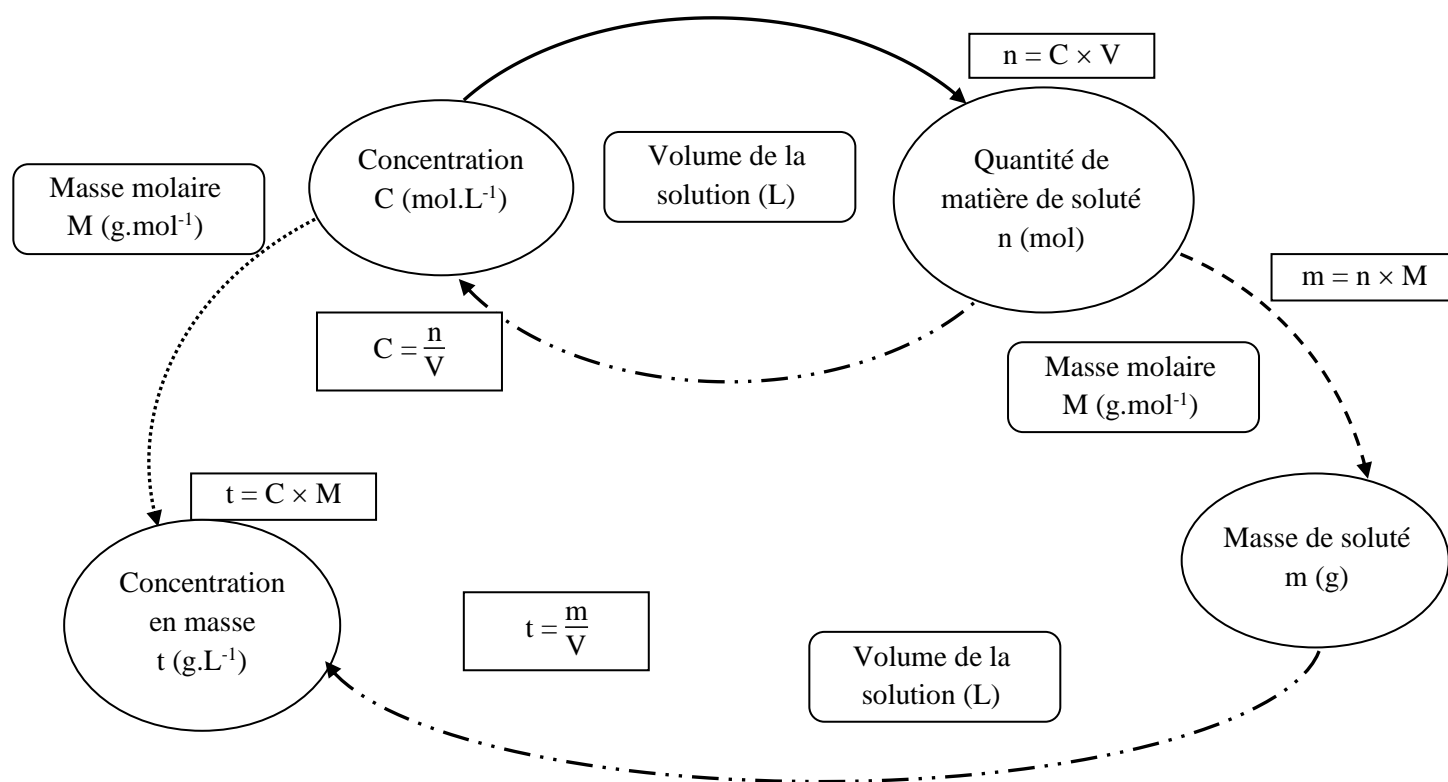 n = C × V
Concentration
C (mol.L⁻¹)
Volume de la
solution (L)
Quantité de
matière de soluté
n (mol)
Masse molaire
M (g.mol⁻¹)
m = n × M
C = n/V
Masse molaire
M (g.mol⁻¹)
t = C × M
Masse de soluté
m (g)
Concentration
en masse
t (g.L⁻¹)
t = m/V
Volume de la
solution (L)